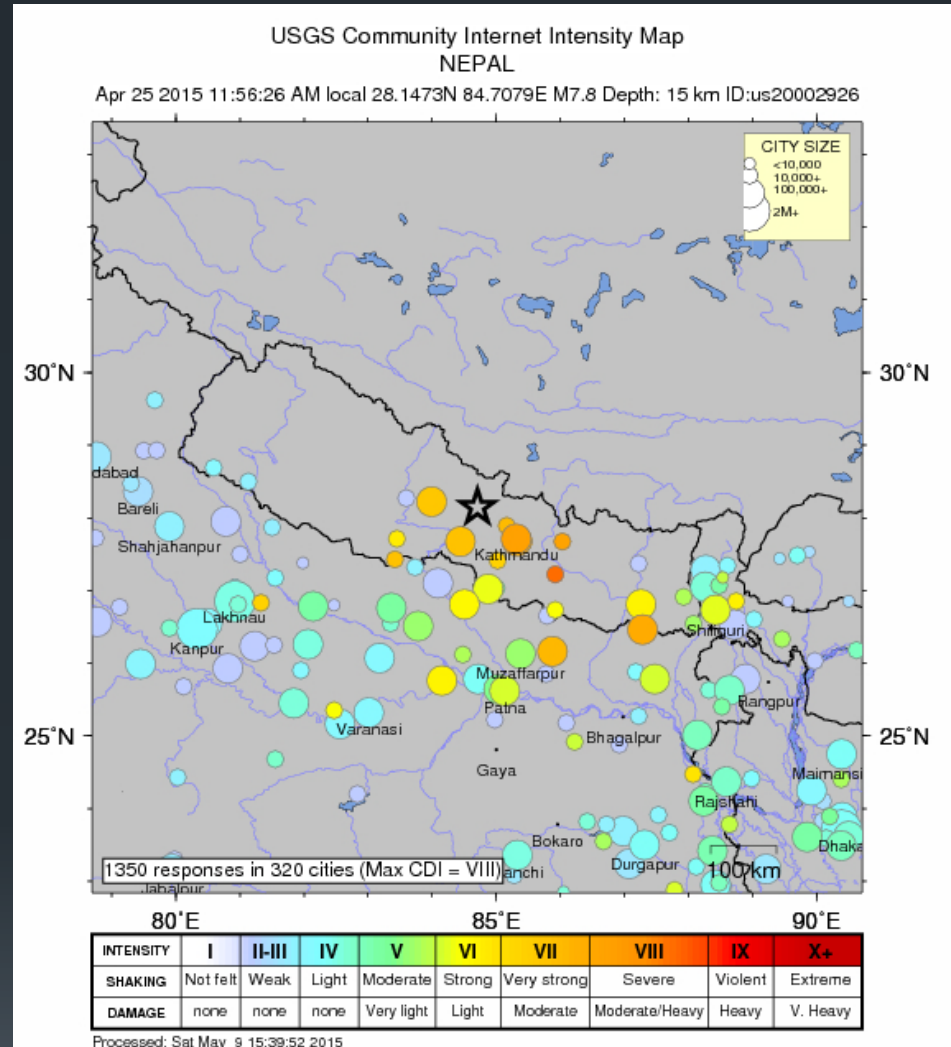 USGS Community Internet Intensity Map
NEPAL
Apr 25 2015 11:56:26 AM local 28.1473N 84.7079E M7.8 Depth: 15 km ID:us20002926
CITY SIZE
<10,000
10,000+
100,000+
2M+
30°N
30°N
dabad
Bareli
Shahjahanpur
Kathmandu
Lakhnau
Shiliguri
Kanpur
Muzaffarpur
Rangpur
Patna
Varanasi
25°N
Bhagalpur
25°N
Gaya
Maimansi
Rajshahi
Bokaro
Dhaka
Durgapur
1350 responses in 320 cities (Max CDI = VIII)
anchi
100 km
Jabalpur
80°E
85°E
90°E
INTENSITY I II-III IV V VI VII VIII IX X+
SHAKING Not felt Weak Light Moderate Strong Very strong Severe Violent Extreme
DAMAGE none none none Very light Light Moderate Moderate/Heavy Heavy V. Heavy
Processed: Sat May 9 15:39:52 2015